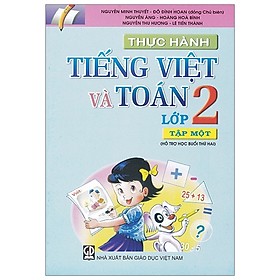 NGUYỄN MINH THUYẾT - ĐỖ ĐÌNH HOAN (đồng Chủ biên)
NGUYỄN ÁNG - HOÀNG HOÀ BÌNH
NGUYỄN THU HƯƠNG - LÊ TIẾN THÀNH
THỰC HÀNH
TIẾNG VIỆT
VÀ TOÁN
LỚP 2
TẬP MỘT
(HỖ TRỢ HỌC BUỔI THỨ HAI)
+
÷
?
NHÀ XUẤT BẢN GIÁO DỤC VIỆT NAM